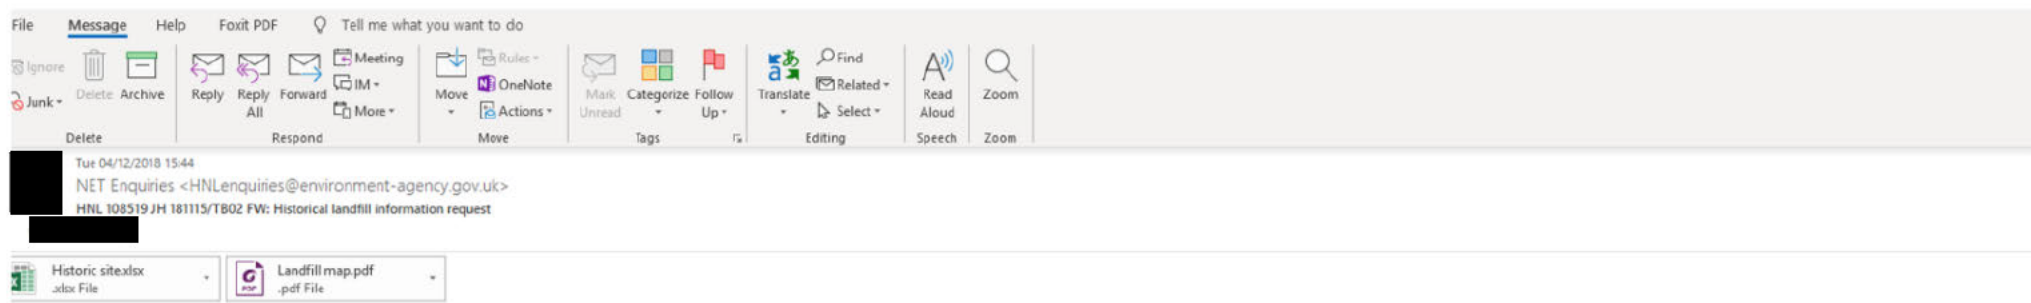 File Message Help Foxit PDF Tell me what you want to do
Ignore
Junk
Delete
Archive
Delete
Reply
Reply All
Forward
Meeting
IM
More
Respond
Move
Rules
OneNote
Actions
Move
Mark Unread
Categorize
Follow Up
Tags
Translate
Find
Related
Select
Editing
Read Aloud
Speech
Zoom
Zoom
Tue 04/12/2018 15:44
NET Enquiries <HNLenquiries@environment-agency.gov.uk>
HNL 108519 JH 181115/TB02 FW: Historical landfill information request
Historic site.xlsx
.xlsx File
Landfill map.pdf
.pdf File